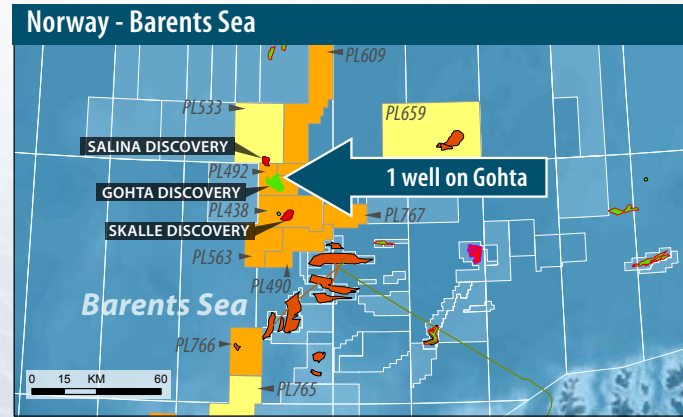 Norway - Barents Sea
PL609
PL533
PL659
SALINA DISCOVERY
PL492
1 well on Gohta
GOHTA DISCOVERY
PL438
PL767
SKALLE DISCOVERY
PL563
PL490
Barents Sea
PL766
0 15 KM 60
PL765